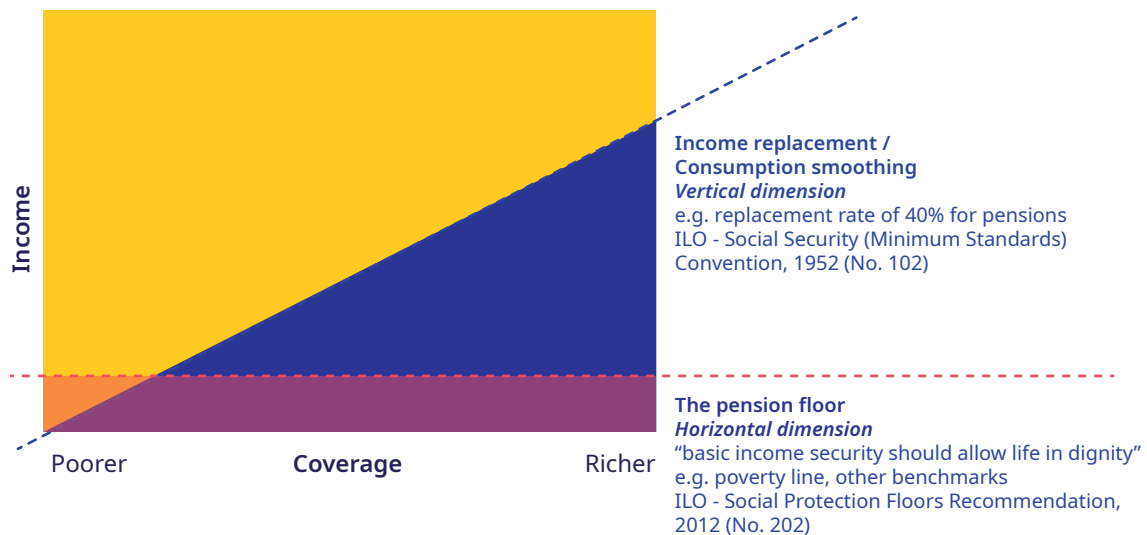 Income
Income replacement /
Consumption smoothing
Vertical dimension
e.g. replacement rate of 40% for pensions
ILO - Social Security (Minimum Standards)
Convention, 1952 (No. 102)
The pension floor
Horizontal dimension
“basic income security should allow life in dignity”
e.g. poverty line, other benchmarks
ILO - Social Protection Floors Recommendation,
2012 (No. 202)
Poorer Coverage Richer